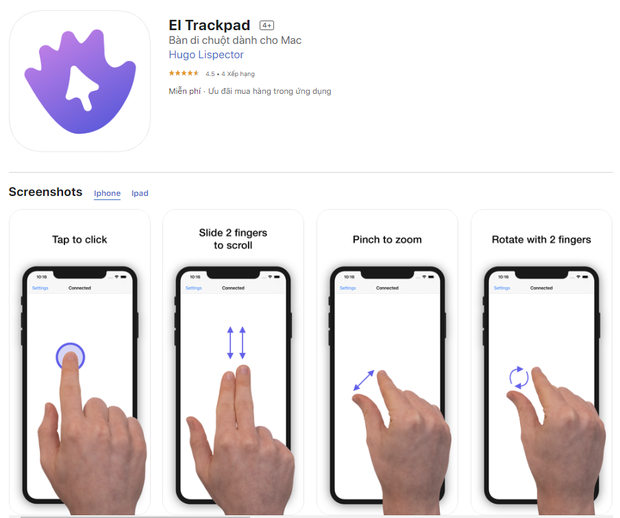 El Trackpad 4+
Bàn di chuột dành cho Mac
Hugo Lispector
4.5 • 4 Xếp hạng
Miễn phí · Ưu đãi mua hàng trong ứng dụng
Screenshots Iphone Ipad
Tap to click
10:16
Settings Connected
Slide 2 fingers
to scroll
10:16
Settings Connected
Pinch to zoom
10:16
Settings Connected
Rotate with 2 fingers
10:16
Settings Connected